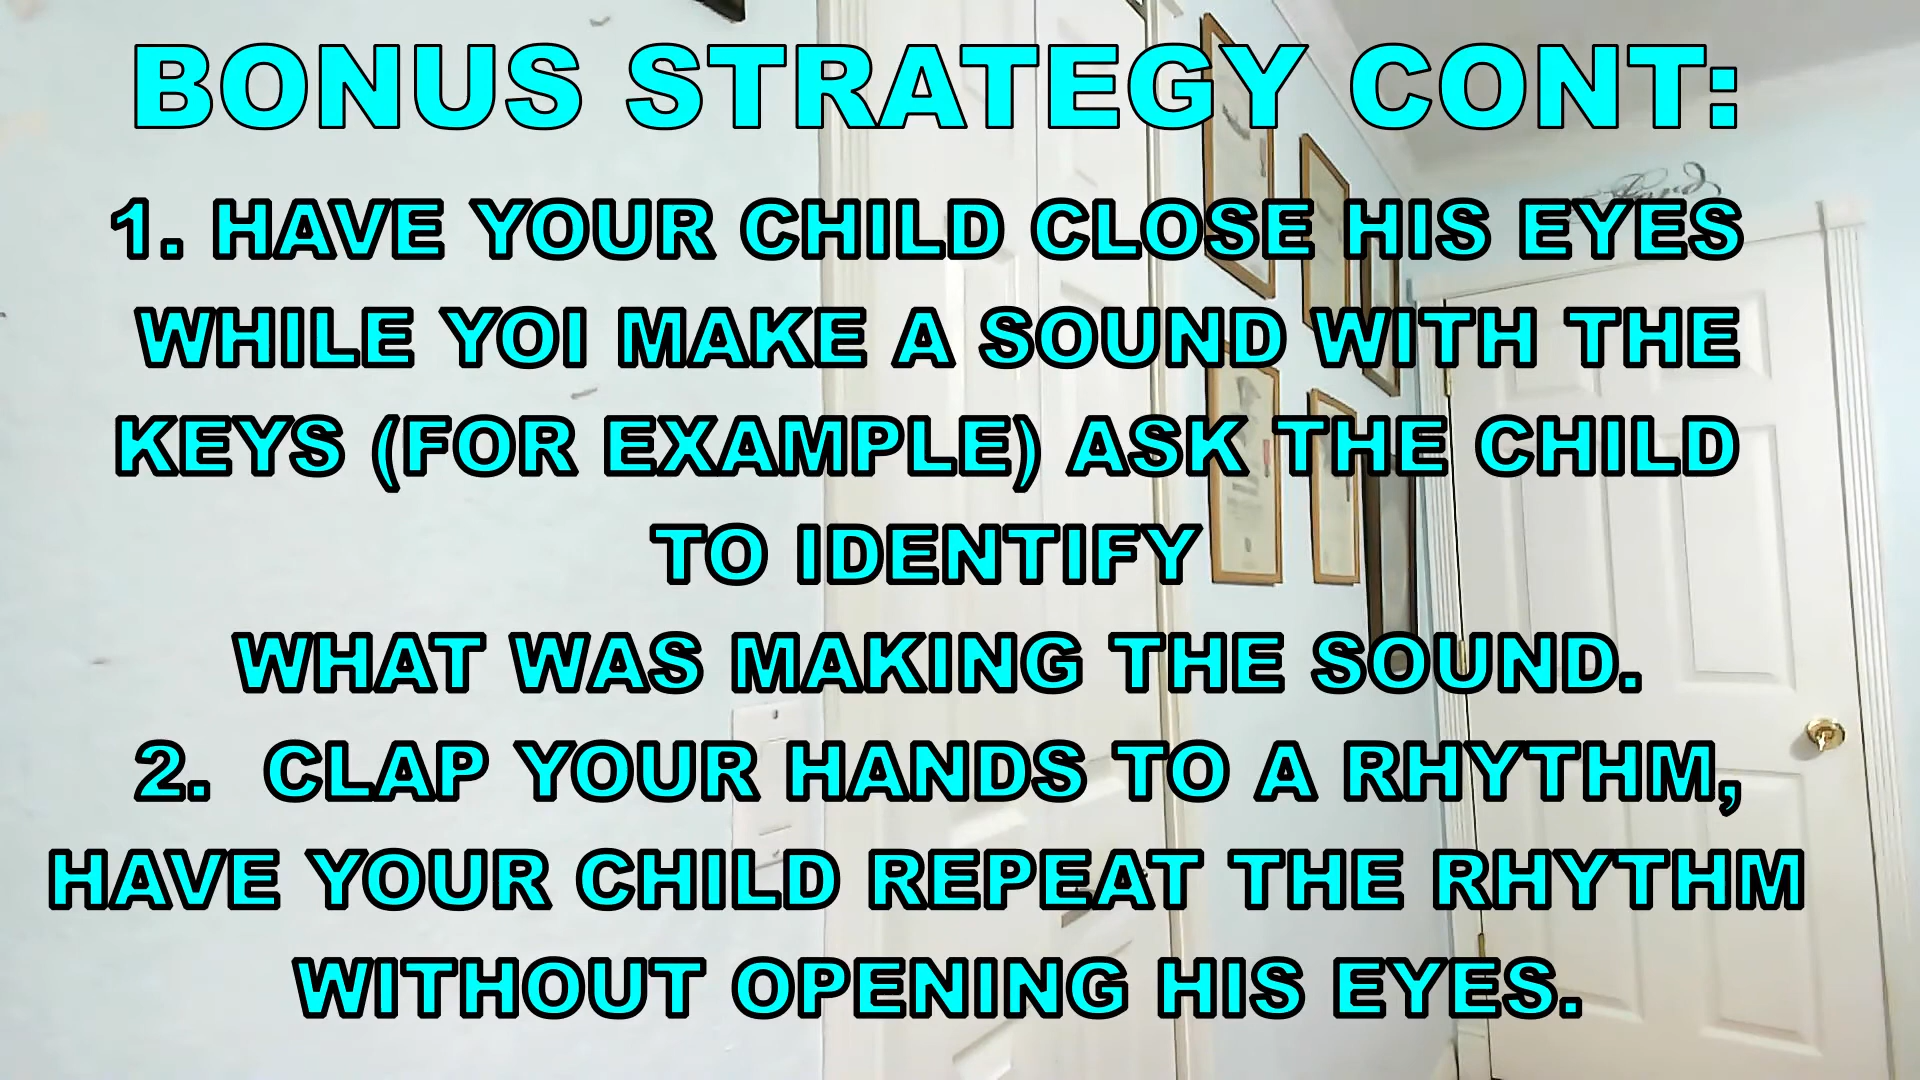 BONUS STRATEGY CONT:
1. HAVE YOUR CHILD CLOSE HIS EYES
WHILE YOI MAKE A SOUND WITH THE
KEYS (FOR EXAMPLE) ASK THE CHILD
TO IDENTIFY
WHAT WAS MAKING THE SOUND.
2. CLAP YOUR HANDS TO A RHYTHM,
HAVE YOUR CHILD REPEAT THE RHYTHM
WITHOUT OPENING HIS EYES.